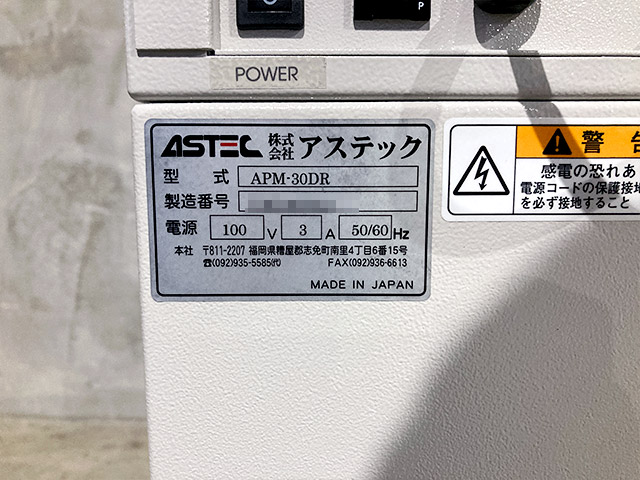 P
POWER
ASTEC 株式会社 アステック
型式 APM-30DR
製造番号
電源 100 V 3 A 50/60 Hz
本社 〒811-2207 福岡県糟屋郡志免町南里4丁目6番15号
☎(092)935-5585㈹ FAX(092)936-6613
MADE IN JAPAN
警告
感電の恐れあ
電源コードの保護接地
を必ず接地すること